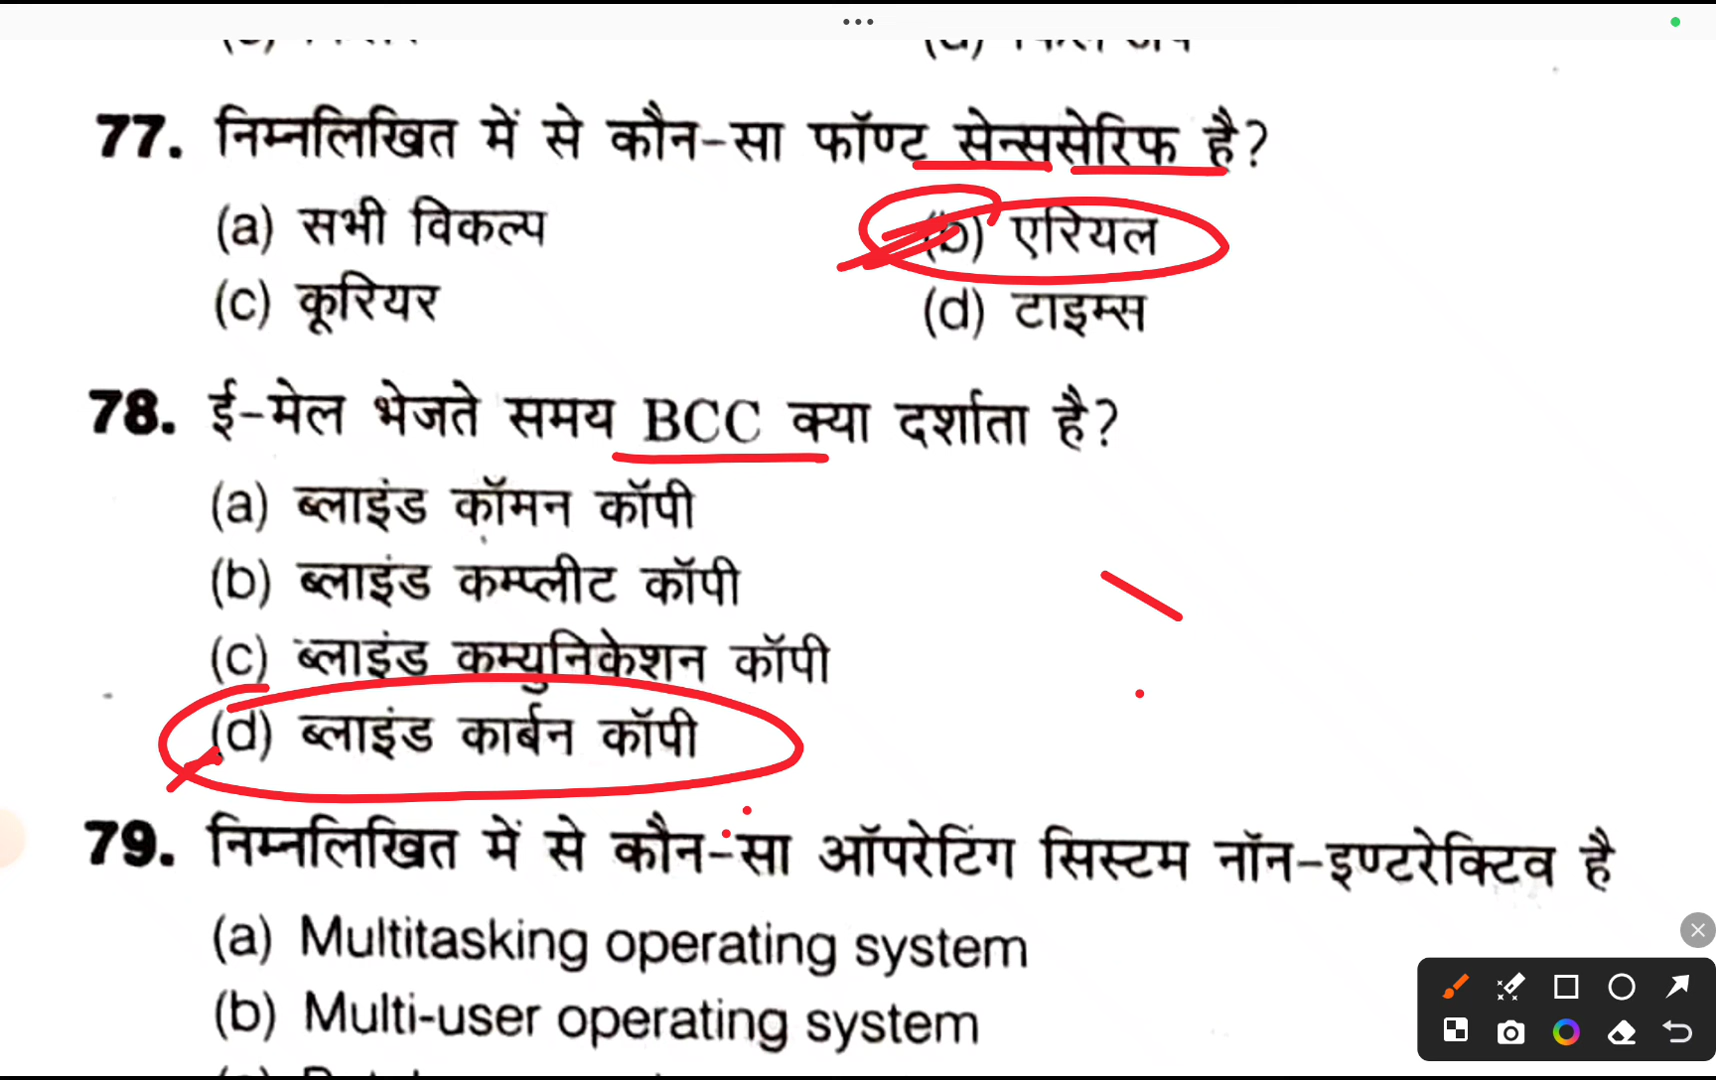 77. निम्नलिखित में से कौन-सा फॉण्ट सेन्ससेरिफ है?
(a) सभी विकल्प (b) एरियल
(c) कूरियर (d) टाइम्स
78. ई-मेल भेजते समय BCC क्या दर्शाता है?
(a) ब्लाइंड कॉमन कॉपी
(b) ब्लाइंड कम्प्लीट कॉपी
(c) ब्लाइंड कम्युनिकेशन कॉपी
(d) ब्लाइंड कार्बन कॉपी
79. निम्नलिखित में से कौन-सा ऑपरेटिंग सिस्टम नॉन-इण्टरेक्टिव है
(a) Multitasking operating system
(b) Multi-user operating system